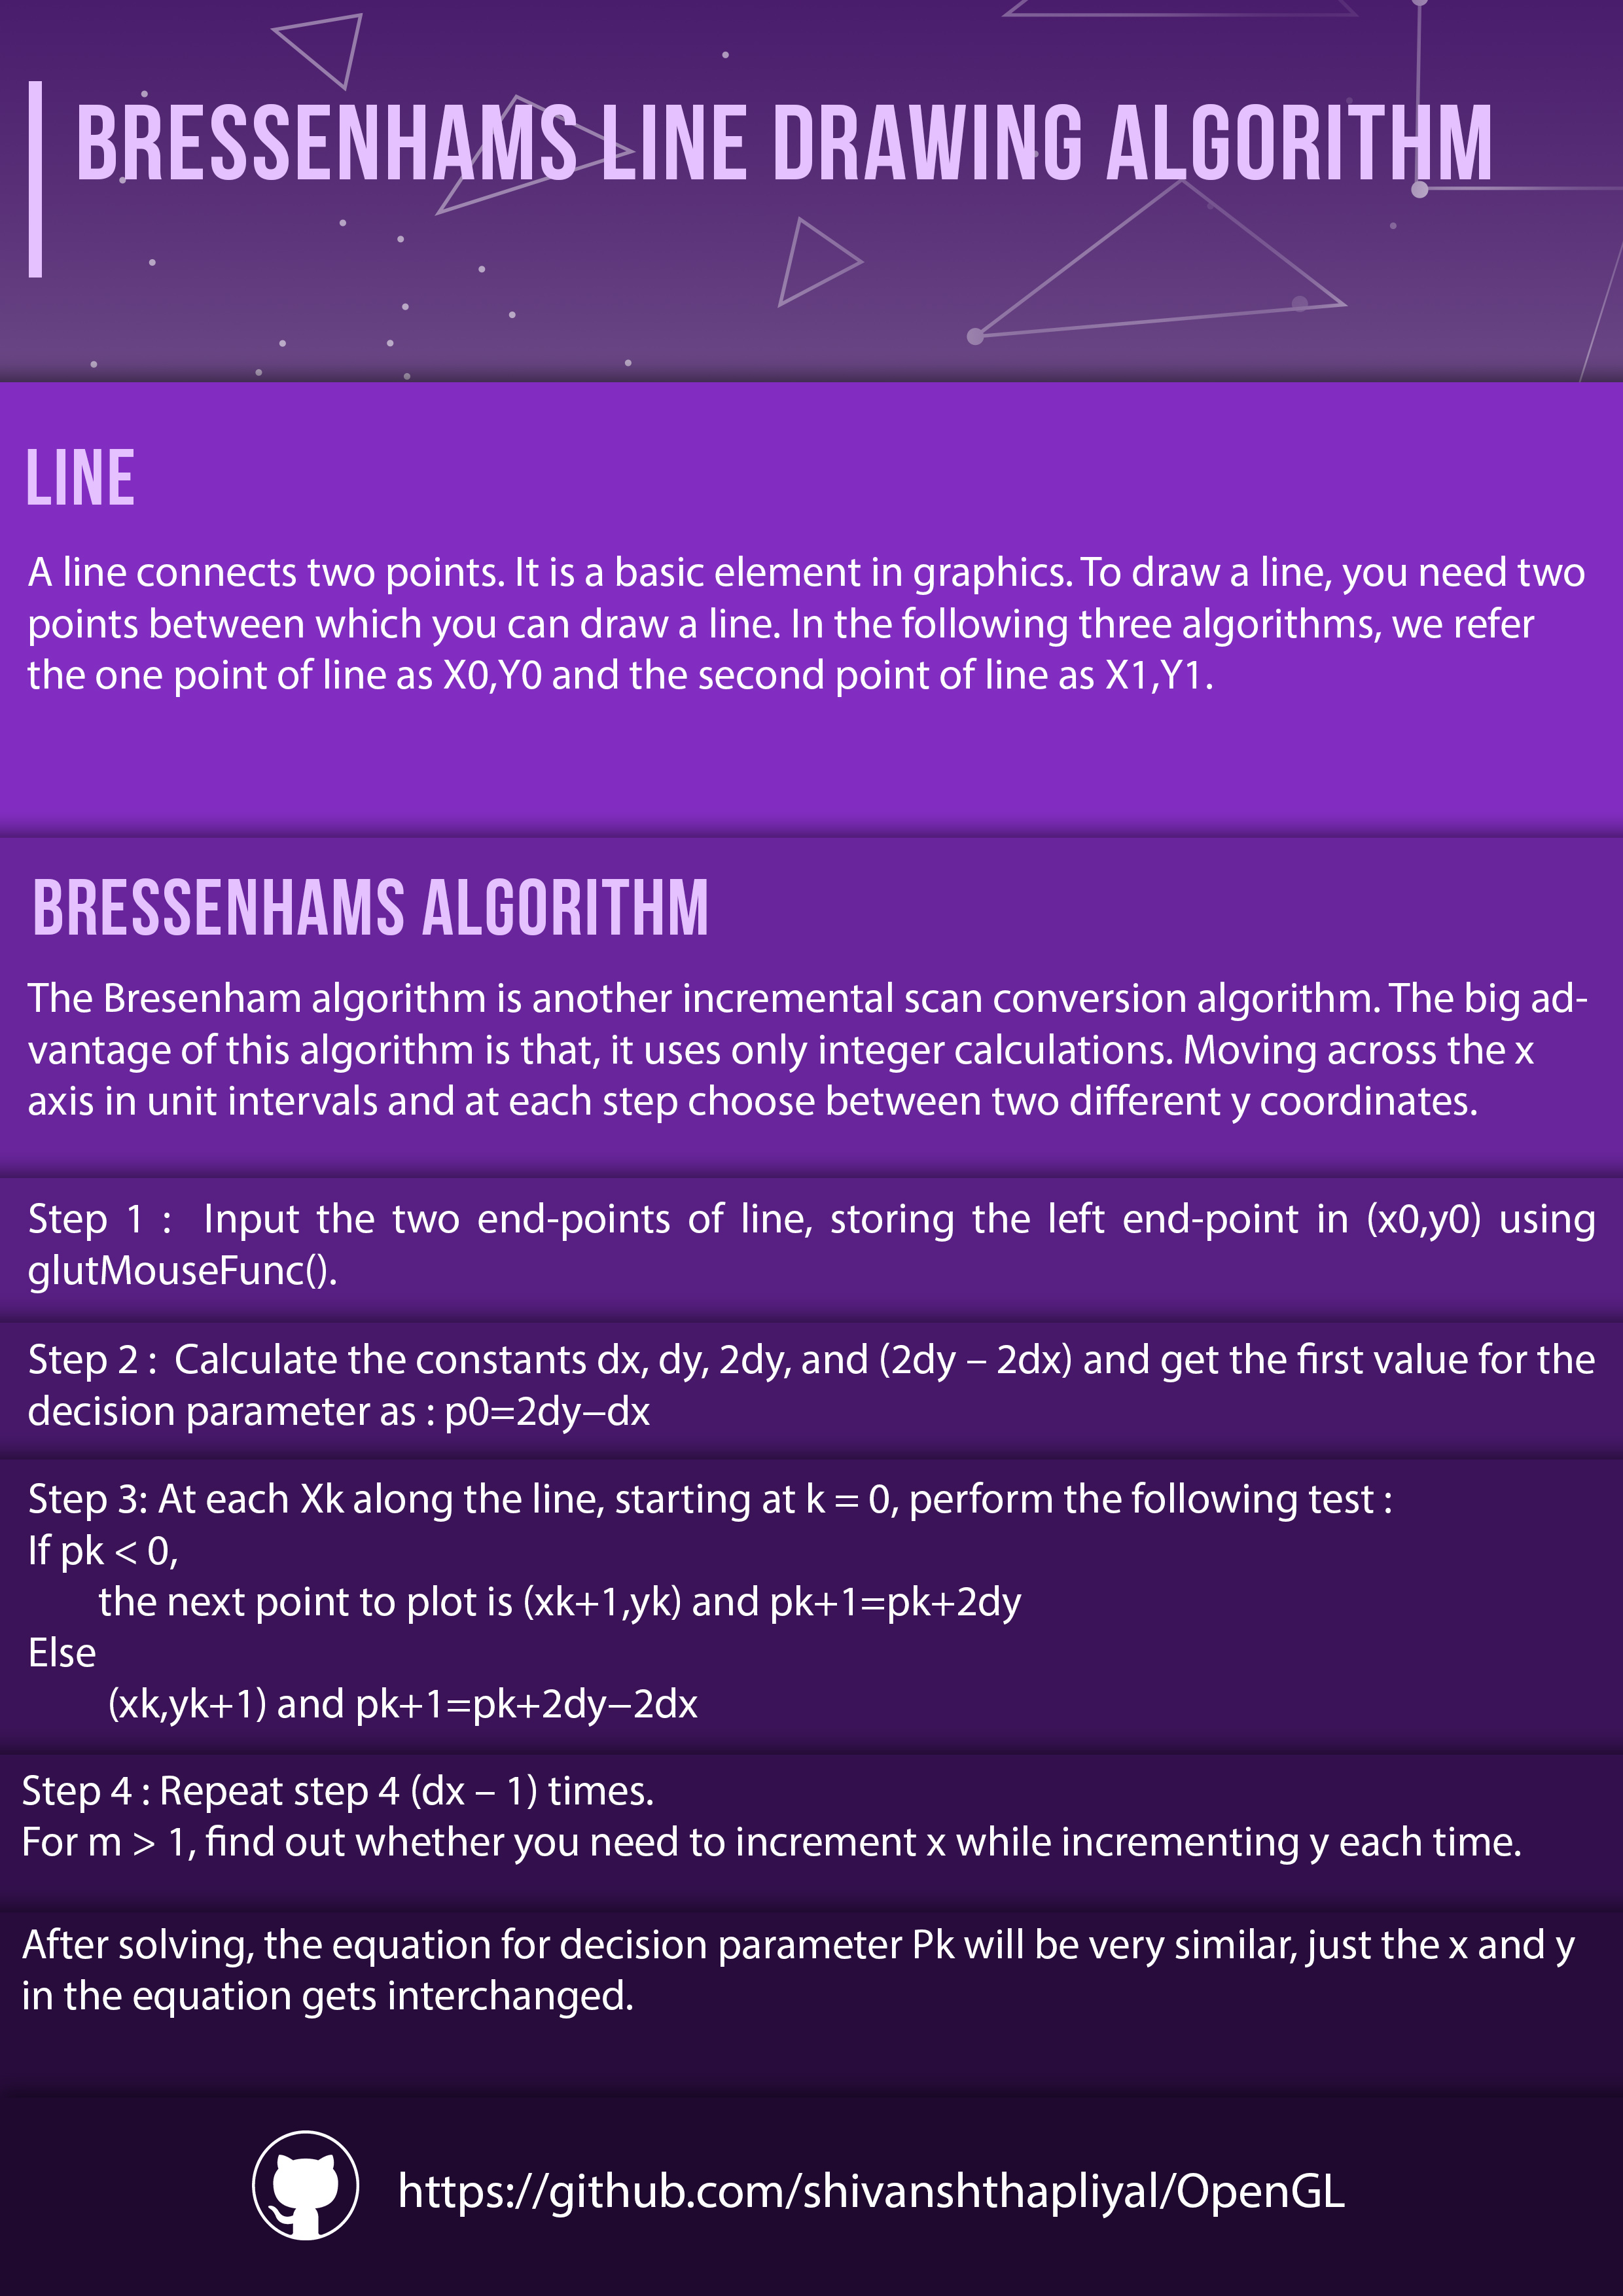 BRESSENHAMS LINE DRAWING ALGORITHM
LINE
A line connects two points. It is a basic element in graphics. To draw a line, you need two
points between which you can draw a line. In the following three algorithms, we refer
the one point of line as X0,Y0 and the second point of line as X1,Y1.
BRESSENHAMS ALGORITHM
The Bresenham algorithm is another incremental scan conversion algorithm. The big ad-
vantage of this algorithm is that, it uses only integer calculations. Moving across the x
axis in unit intervals and at each step choose between two different y coordinates.
Step 1 : Input the two end-points of line, storing the left end-point in (x0,y0) using
glutMouseFunc().
Step 2 : Calculate the constants dx, dy, 2dy, and (2dy – 2dx) and get the first value for the
decision parameter as : p0=2dy−dx
Step 3: At each Xk along the line, starting at k = 0, perform the following test :
If pk < 0,
the next point to plot is (xk+1,yk) and pk+1=pk+2dy
Else
(xk,yk+1) and pk+1=pk+2dy−2dx
Step 4 : Repeat step 4 (dx – 1) times.
For m > 1, find out whether you need to increment x while incrementing y each time.
After solving, the equation for decision parameter Pk will be very similar, just the x and y
in the equation gets interchanged.
https://github.com/shivanshthapliyal/OpenGL